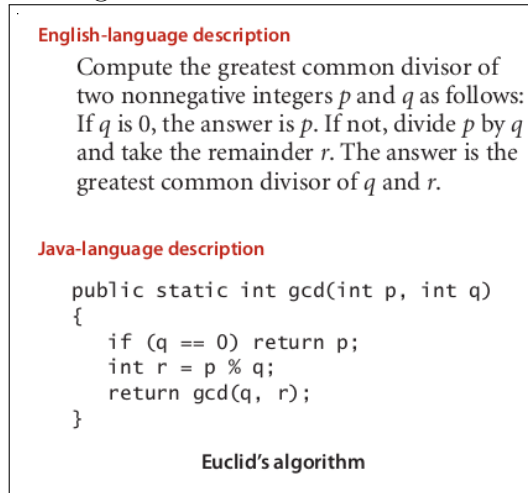 English-language description
Compute the greatest common divisor of
two nonnegative integers p and q as follows:
If q is 0, the answer is p. If not, divide p by q
and take the remainder r. The answer is the
greatest common divisor of q and r.
Java-language description
public static int gcd(int p, int q)
{
   if (q == 0) return p;
   int r = p % q;
   return gcd(q, r);
}
Euclid's algorithm